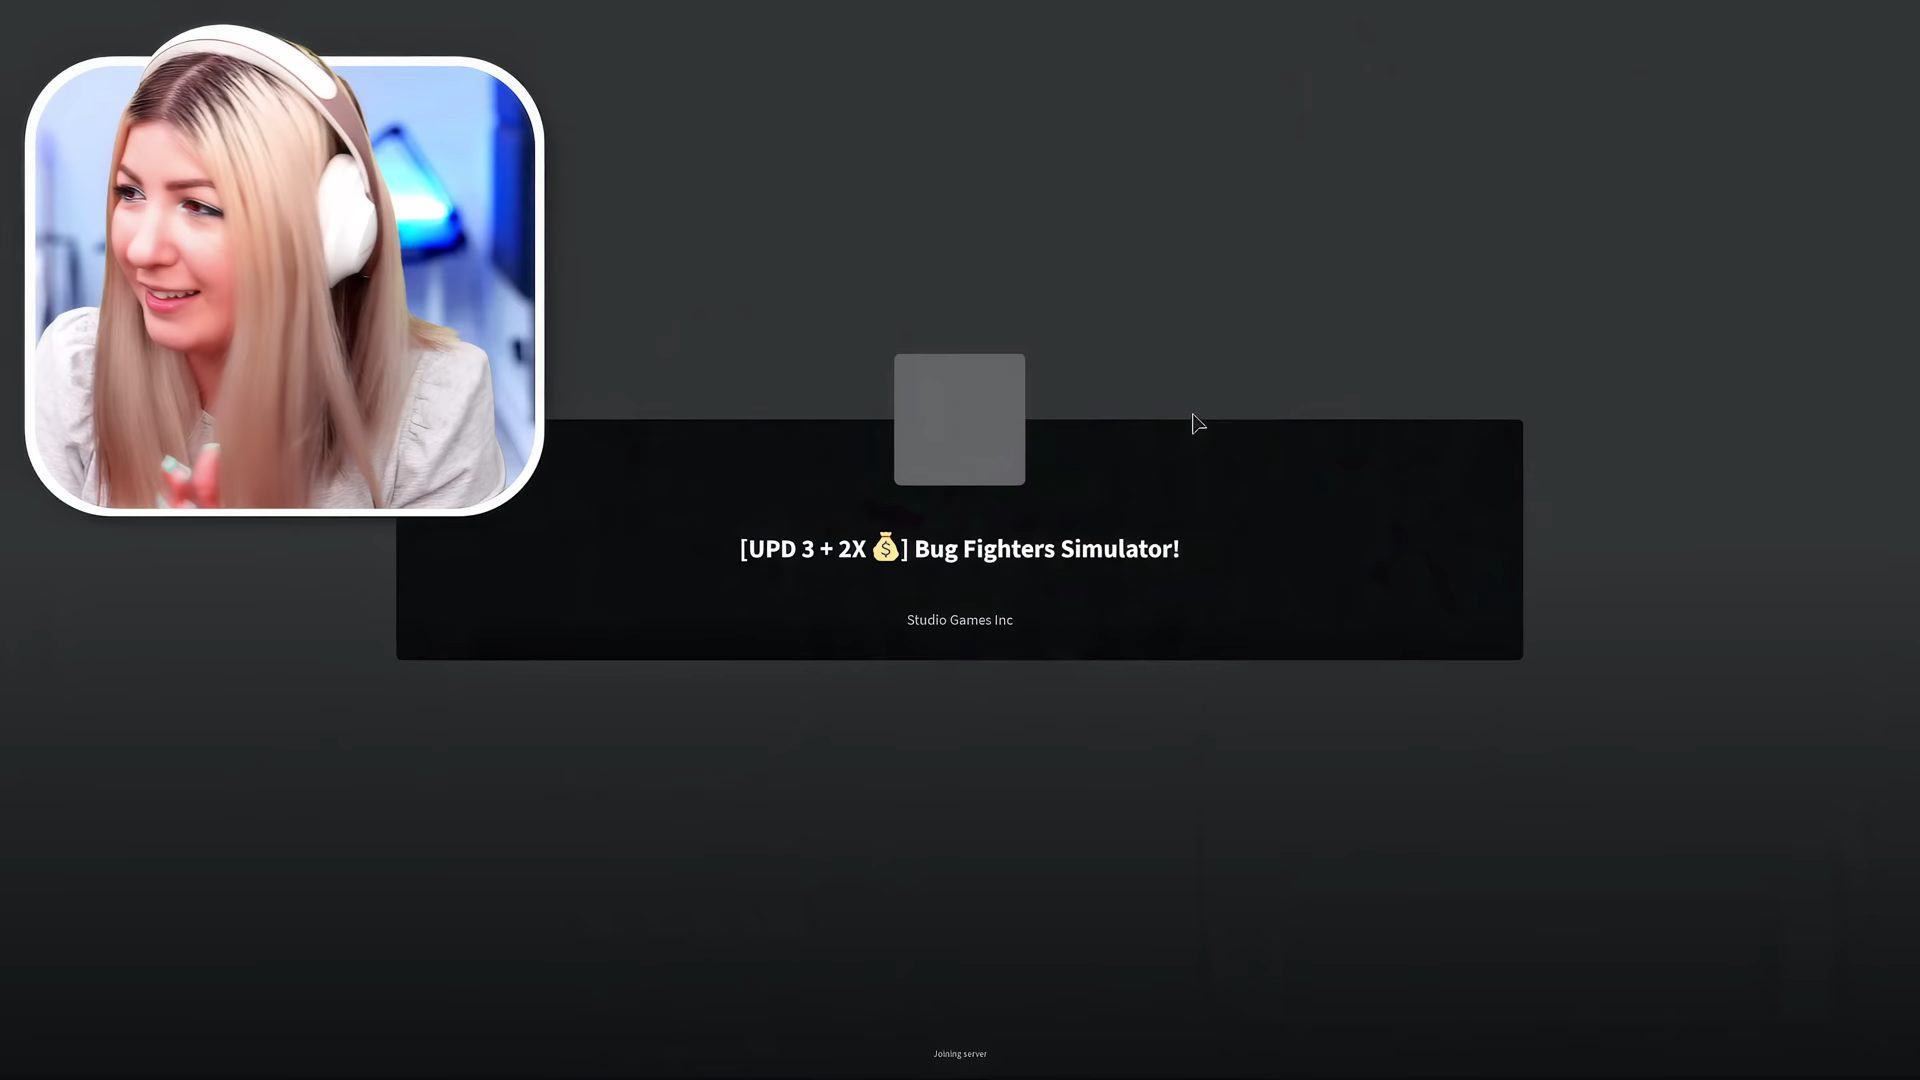 [UPD 3 + 2X 💰] Bug Fighters Simulator!
Studio Games Inc
Joining server